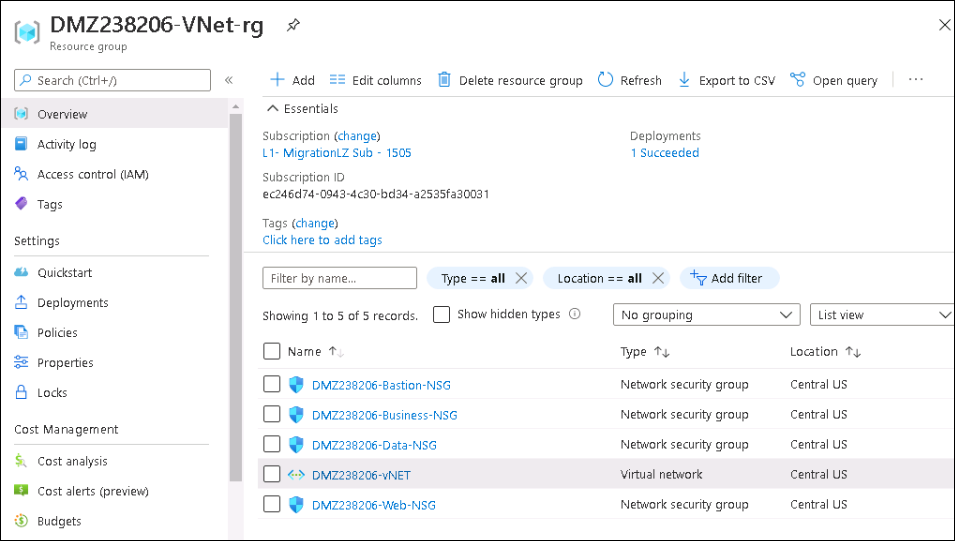 DMZ238206-VNet-rg
Resource group
Search (Ctrl+/)
«
Add
Edit columns
Delete resource group
Refresh
Export to CSV
Open query
...
Overview
Activity log
Access control (IAM)
Tags
Settings
Quickstart
Deployments
Policies
Properties
Locks
Cost Management
Cost analysis
Cost alerts (preview)
Budgets
Essentials
Subscription (change)
L1- MigrationLZ Sub - 1505
Deployments
1 Succeeded
Subscription ID
ec246d74-0943-4c30-bd34-a2535fa30031
Tags (change)
Click here to add tags
Filter by name...
Type == all
Location == all
Add filter
Showing 1 to 5 of 5 records.
Show hidden types
No grouping
List view
Name Type Location
DMZ238206-Bastion-NSG Network security group Central US
DMZ238206-Business-NSG Network security group Central US
DMZ238206-Data-NSG Network security group Central US
DMZ238206-vNET Virtual network Central US
DMZ238206-Web-NSG Network security group Central US